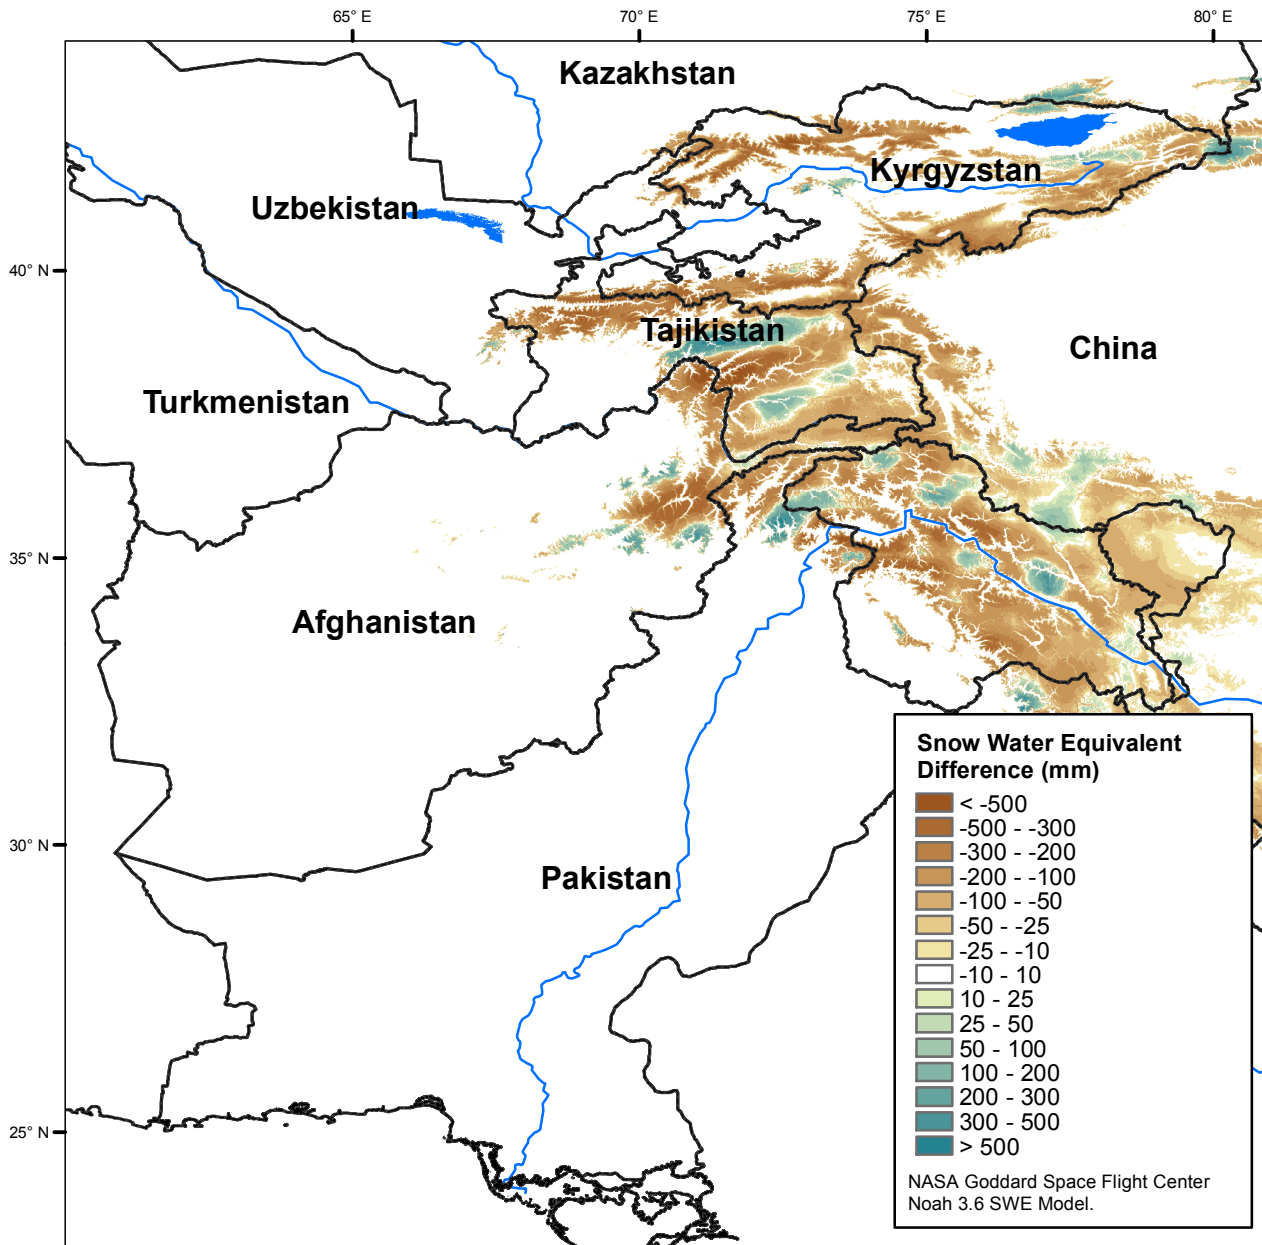 65° E
70° E
75° E
80° E
Kazakhstan
Kyrgyzstan
Uzbekistan
40° N
Tajikistan
China
Turkmenistan
35° N
Afghanistan
30° N
Pakistan
25° N
Snow Water Equivalent
Difference (mm)
< -500
-500 - -300
-300 - -200
-200 - -100
-100 - -50
-50 - -25
-25 - -10
-10 - 10
10 - 25
25 - 50
50 - 100
100 - 200
200 - 300
300 - 500
> 500
NASA Goddard Space Flight Center
Noah 3.6 SWE Model.